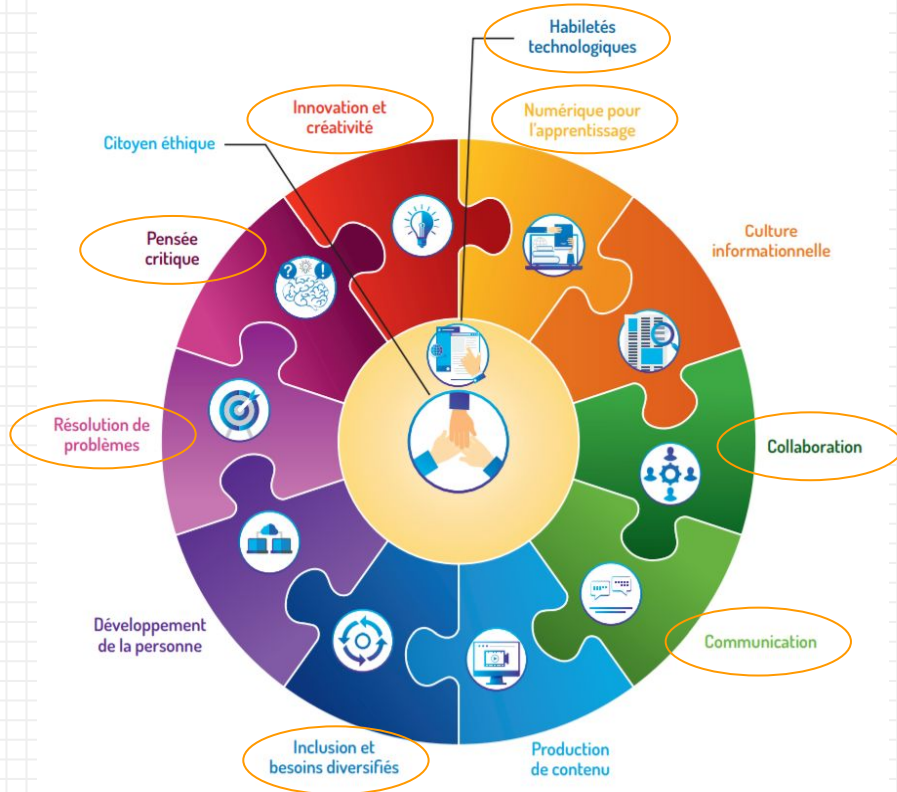 Habiletés
technologiques
Innovation et
créativité
Numérique pour
l'apprentissage
Citoyen éthique
Pensée
critique
Culture
informationnelle
Résolution de
problèmes
Collaboration
Développement
de la personne
Communication
Inclusion et
besoins diversifiés
Production
de contenu
? !